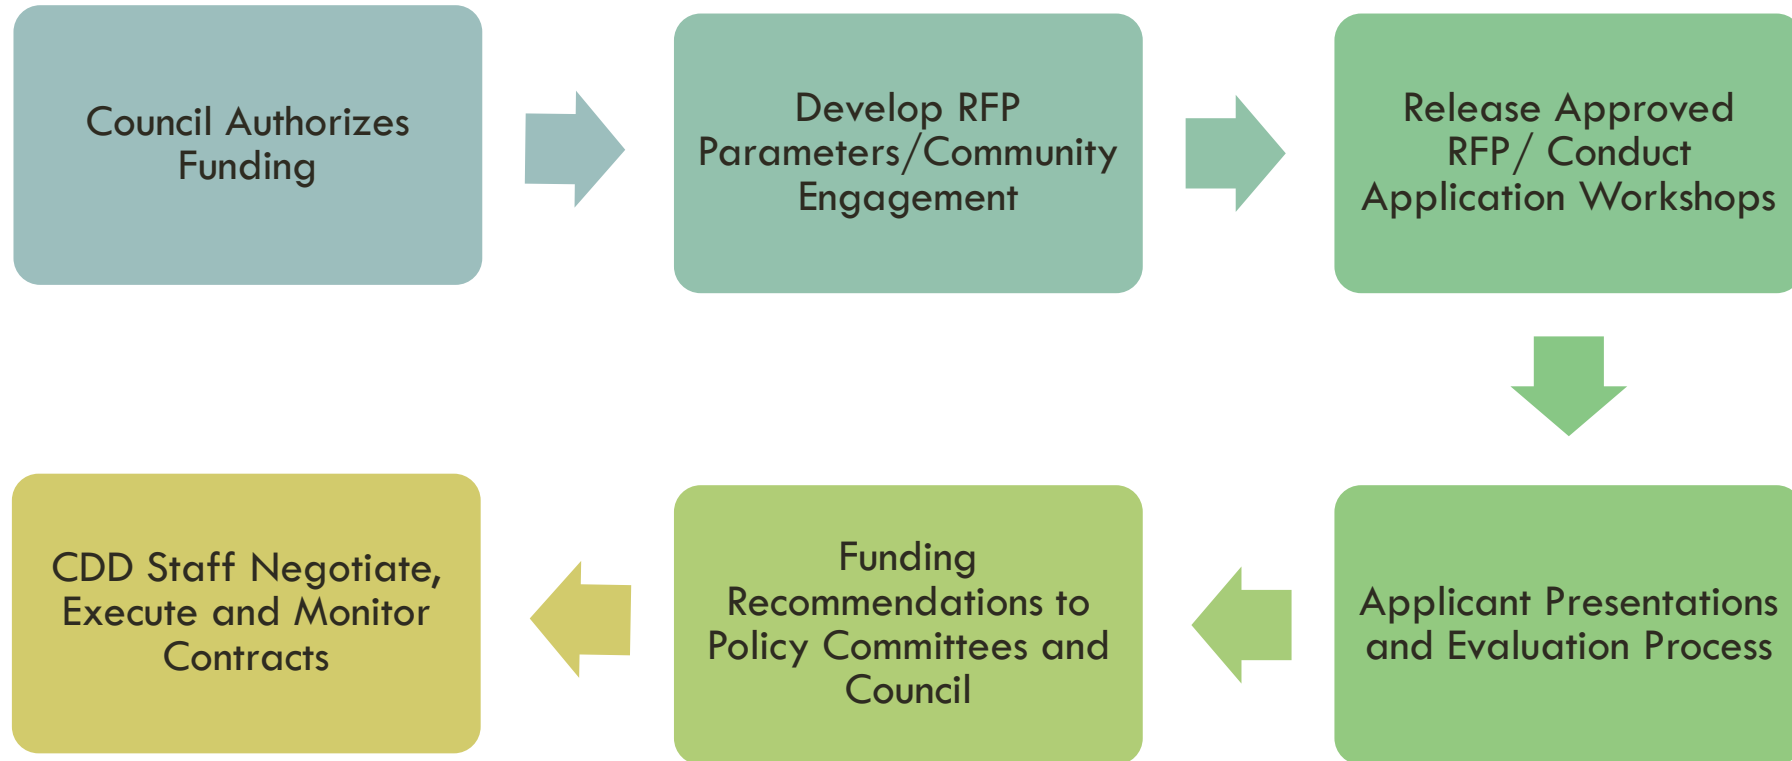 Council Authorizes
Funding
Develop RFP
Parameters/Community
Engagement
Release Approved
RFP/ Conduct
Application Workshops
Applicant Presentations
and Evaluation Process
Funding
Recommendations to
Policy Committees and
Council
CDD Staff Negotiate,
Execute and Monitor
Contracts